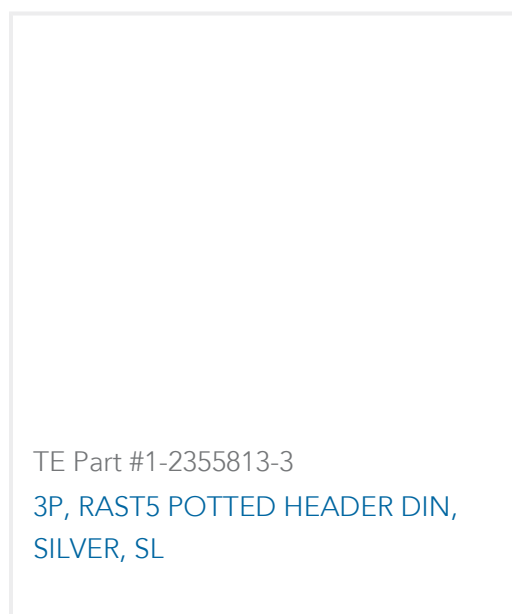 TE Part #1-2355813-3
3P, RAST5 POTTED HEADER DIN,
SILVER, SL